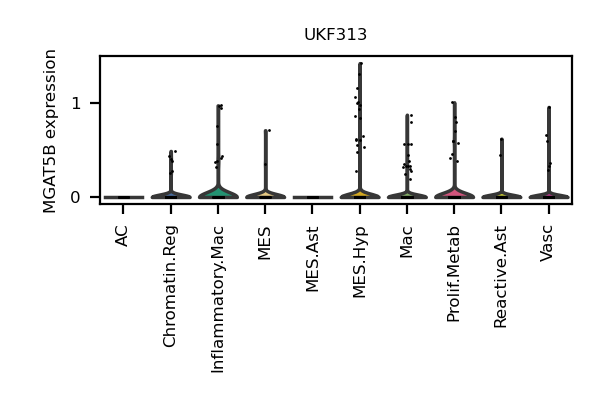 UKF313
MGAT5B expression
1
0
AC
Chromatin.Reg
Inflammatory.Mac
MES
MES.Ast
MES.Hyp
Mac
Prolif.Metab
Reactive.Ast
Vasc